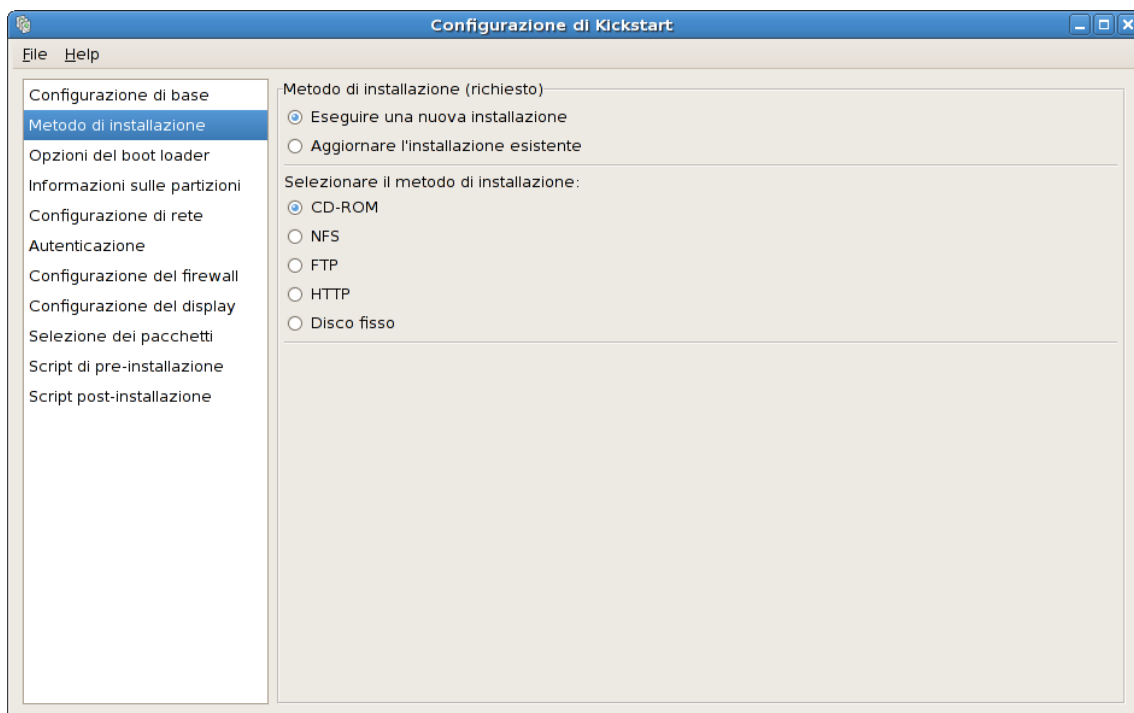 Configurazione di Kickstart
File Help
Configurazione di base
Metodo di installazione
Opzioni del boot loader
Informazioni sulle partizioni
Configurazione di rete
Autenticazione
Configurazione del firewall
Configurazione del display
Selezione dei pacchetti
Script di pre-installazione
Script post-installazione
Metodo di installazione (richiesto)
Eseguire una nuova installazione
Aggiornare l'installazione esistente
Selezionare il metodo di installazione:
CD-ROM
NFS
FTP
HTTP
Disco fisso